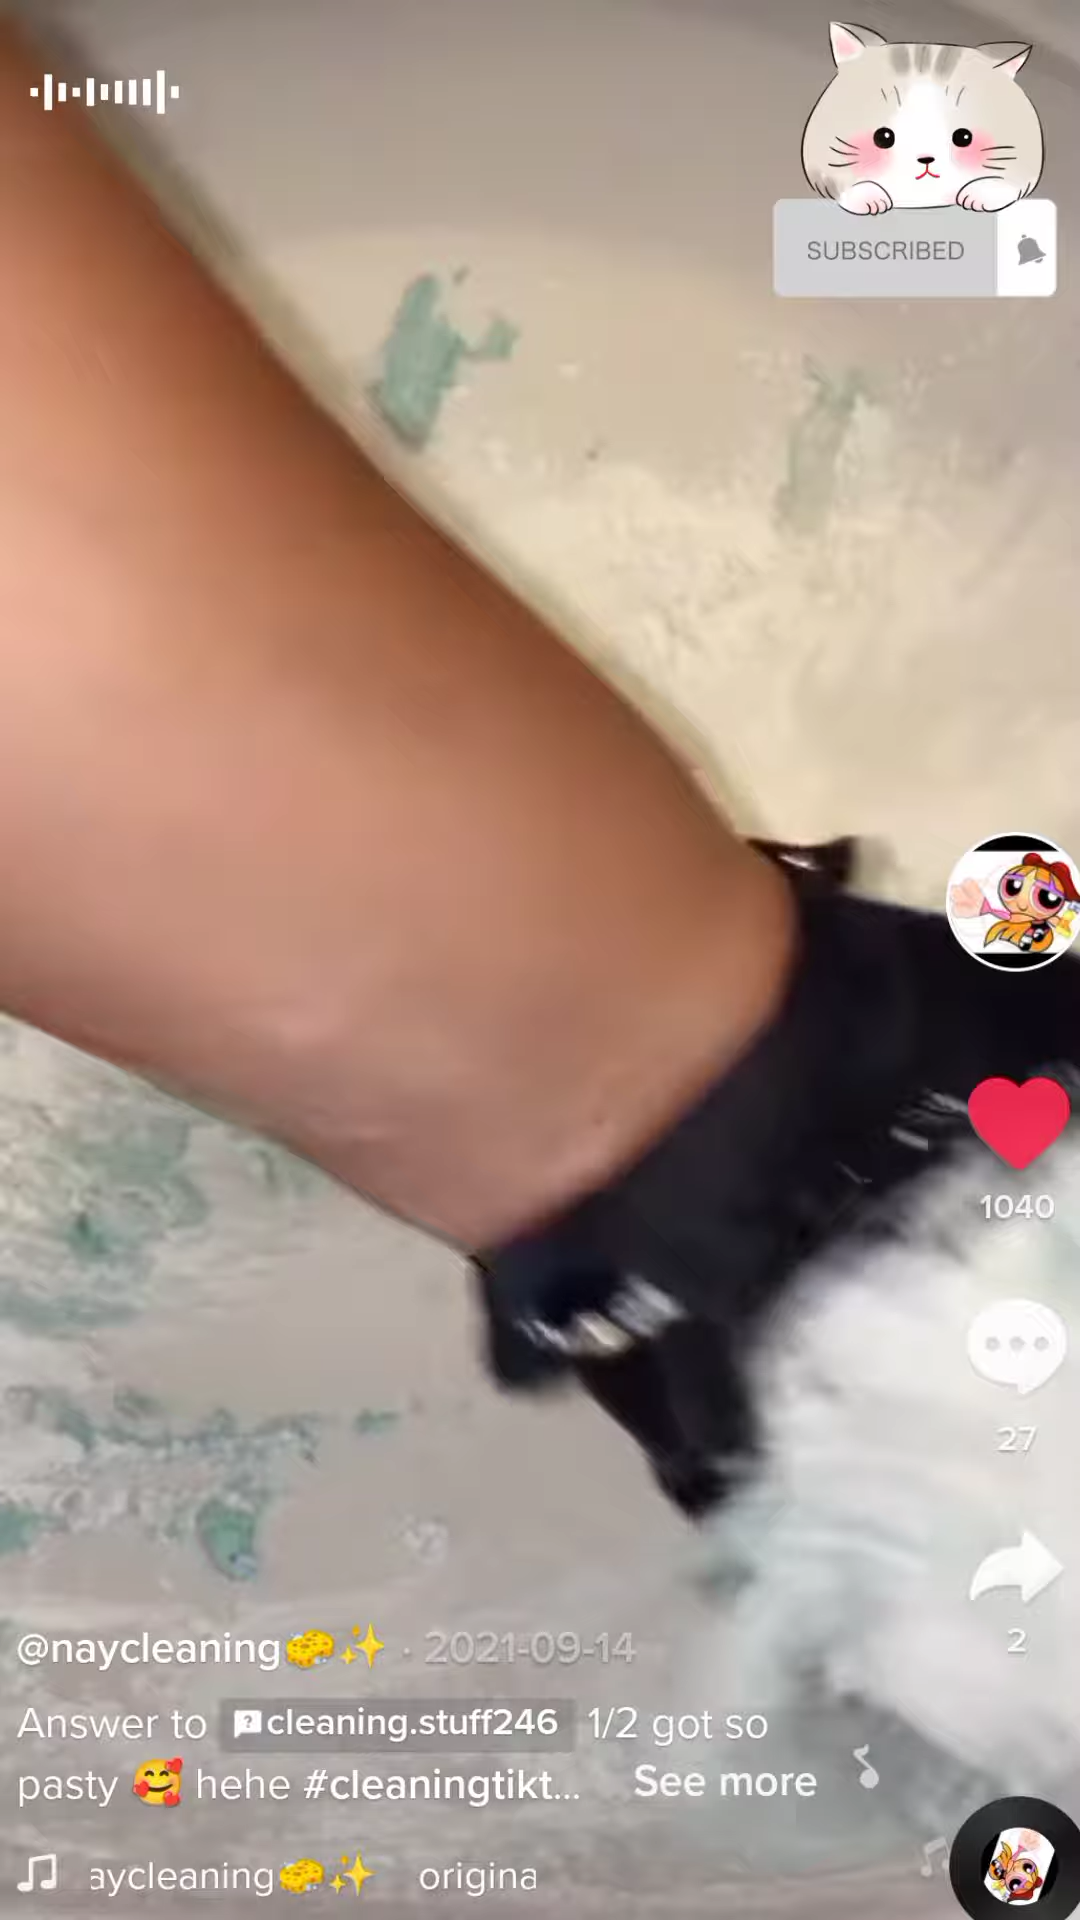 SUBSCRIBED
@naycleaning🧽✨ · 2021-09-14
Answer to cleaning.stuff246 1/2 got so
pasty 🥰 hehe #cleaningtikt... See more
aycleaning🧽✨ origina
1040
27
2